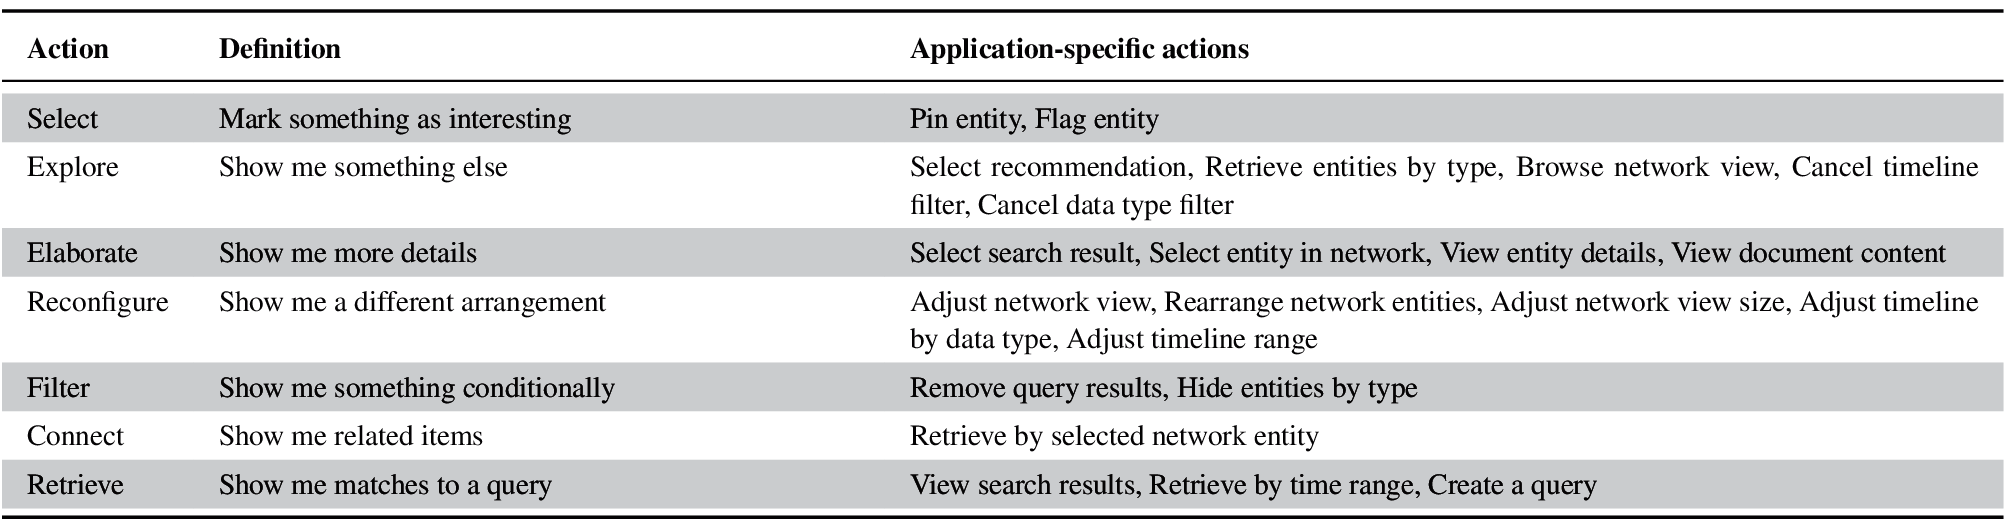 Action Definition Application-specific actions
Select Mark something as interesting Pin entity, Flag entity
Explore Show me something else Select recommendation, Retrieve entities by type, Browse network view, Cancel timeline
filter, Cancel data type filter
Elaborate Show me more details Select search result, Select entity in network, View entity details, View document content
Reconfigure Show me a different arrangement Adjust network view, Rearrange network entities, Adjust network view size, Adjust timeline
by data type, Adjust timeline range
Filter Show me something conditionally Remove query results, Hide entities by type
Connect Show me related items Retrieve by selected network entity
Retrieve Show me matches to a query View search results, Retrieve by time range, Create a query